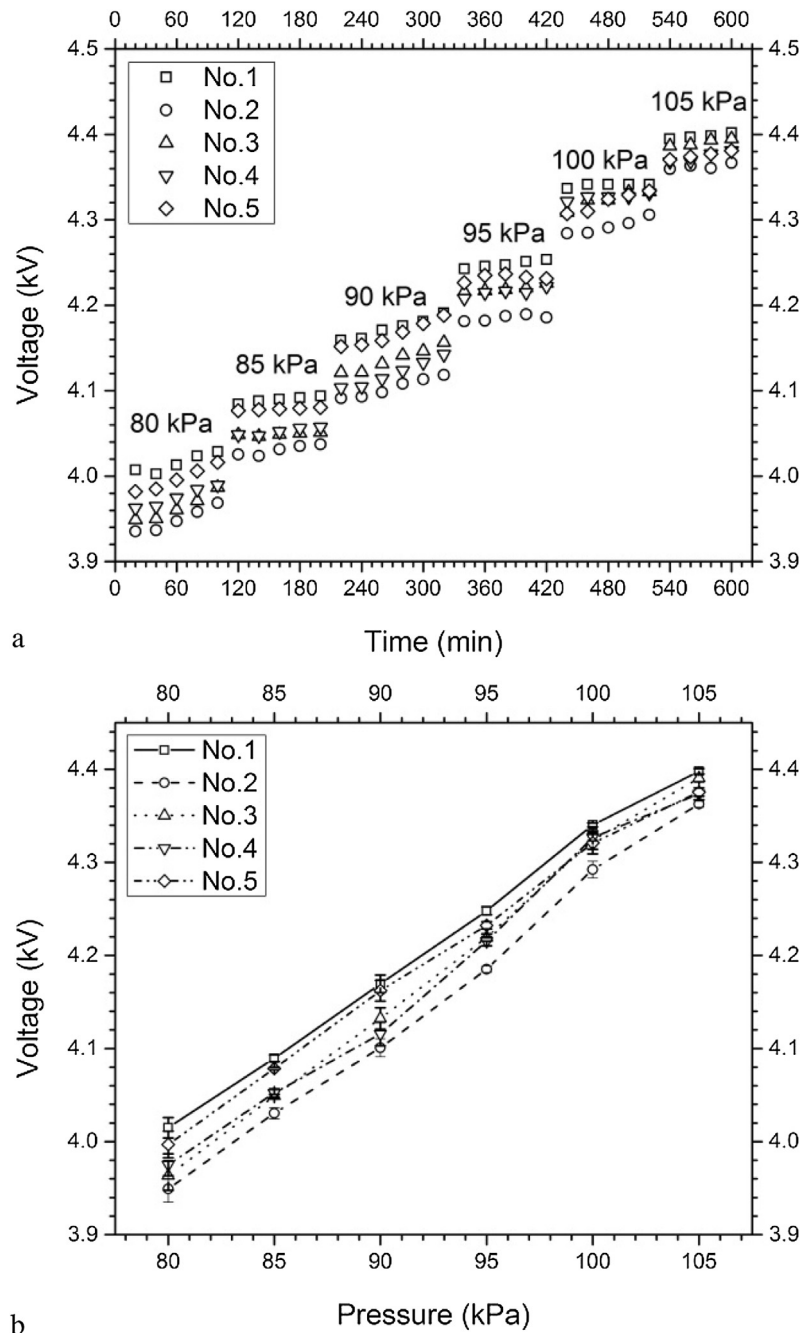 0 60 120 180 240 300 360 420 480 540 600
4.5 4.5
No.1
No.2
No.3
No.4
No.5
105 kPa
4.4 4.4
100 kPa
4.3 4.3
95 kPa
4.2 4.2
90 kPa
85 kPa
4.1 4.1
80 kPa
4.0 4.0
3.9 3.9
0 60 120 180 240 300 360 420 480 540 600
Voltage (kV)
Time (min)
a
80 85 90 95 100 105
No.1
No.2
No.3
No.4
No.5
4.4 4.4
4.3 4.3
4.2 4.2
4.1 4.1
4.0 4.0
3.9 3.9
80 85 90 95 100 105
Voltage (kV)
Pressure (kPa)
b